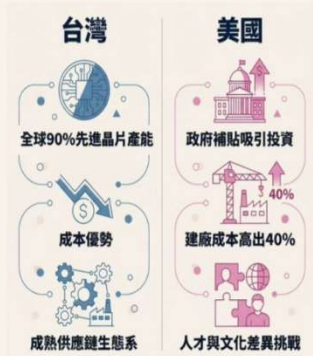 台灣
全球90%先進晶片產能
成本優勢
成熟供應鏈生態系
美國
政府補貼吸引投資
40%
建廠成本高出40%
人才與文化差異挑戰